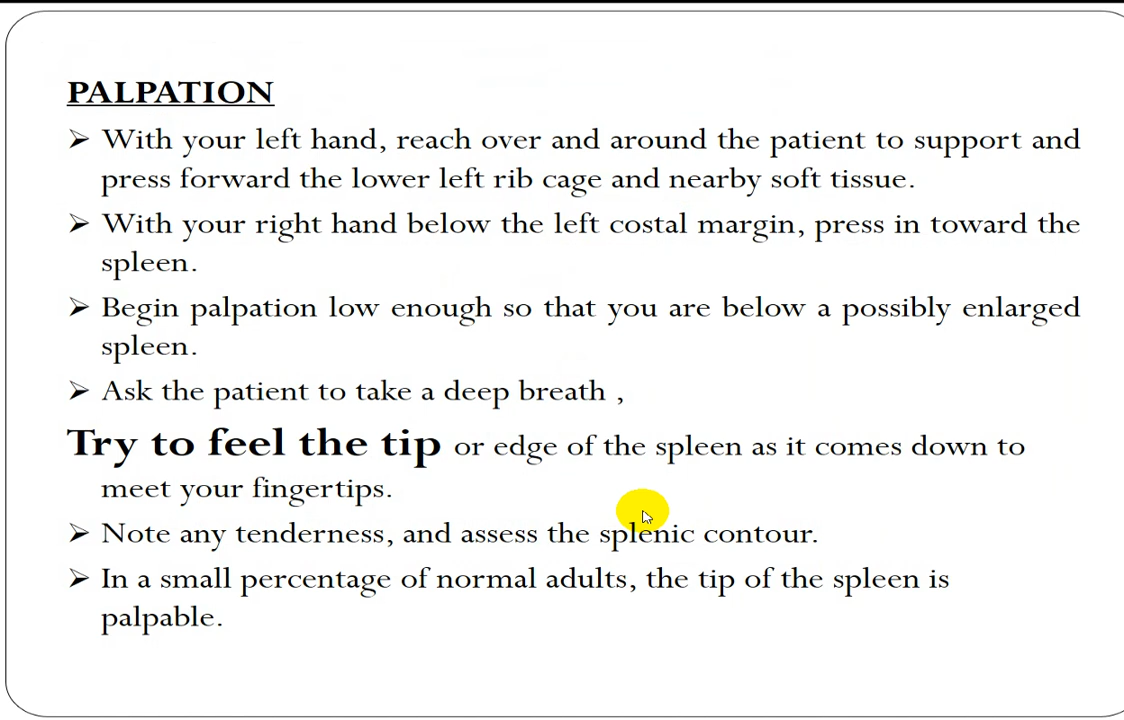 PALPATION
➢ With your left hand, reach over and around the patient to support and
press forward the lower left rib cage and nearby soft tissue.
➢ With your right hand below the left costal margin, press in toward the
spleen.
➢ Begin palpation low enough so that you are below a possibly enlarged
spleen.
➢ Ask the patient to take a deep breath ,
Try to feel the tip or edge of the spleen as it comes down to
meet your fingertips.
➢ Note any tenderness, and assess the splenic contour.
➢ In a small percentage of normal adults, the tip of the spleen is
palpable.